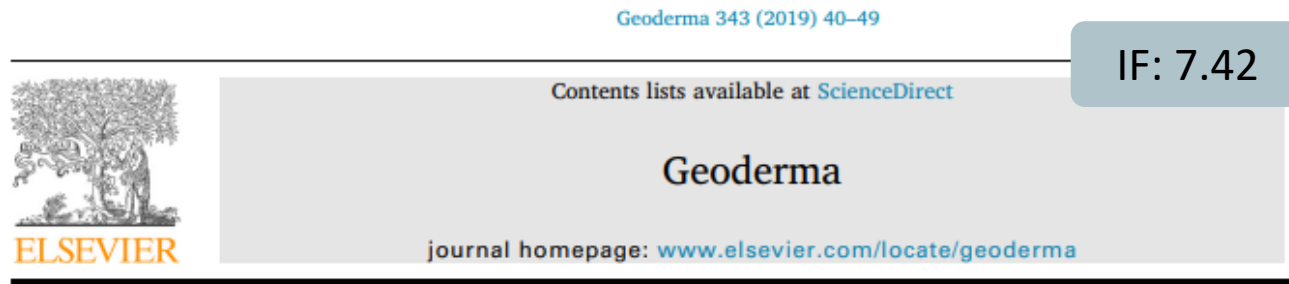 Geoderma 343 (2019) 40–49
IF: 7.42
Contents lists available at ScienceDirect
Geoderma
ELSEVIER
journal homepage: www.elsevier.com/locate/geoderma